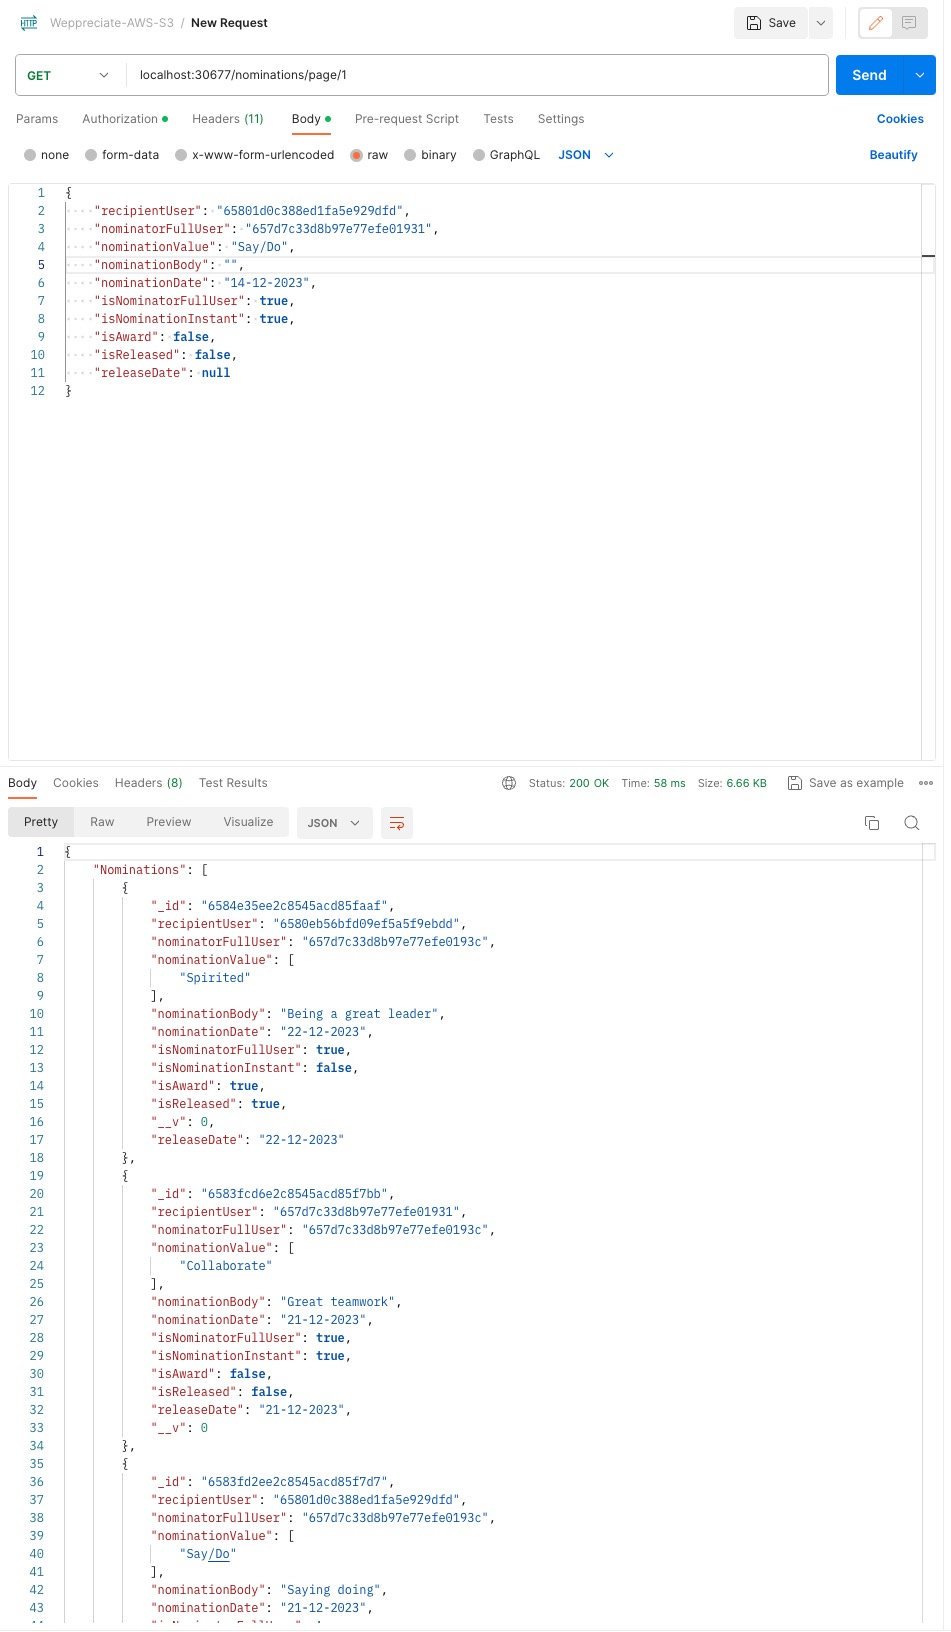 HTTP Weppreciate-AWS-S3 / New Request Save
GET localhost:30677/nominations/page/1 Send
Params Authorization Headers (11) Body Pre-request Script Tests Settings Cookies
none form-data x-www-form-urlencoded raw binary GraphQL JSON Beautify
1 {
2 "recipientUser": "65801d0c388ed1fa5e929dfd",
3 "nominatorFullUser": "657d7c33d8b97e77efe01931",
4 "nominationValue": "Say/Do",
5 "nominationBody": "",
6 "nominationDate": "14-12-2023",
7 "isNominatorFullUser": true,
8 "isNominationInstant": true,
9 "isAward": false,
10 "isReleased": false,
11 "releaseDate": null
12 }
Body Cookies Headers (8) Test Results Status: 200 OK Time: 58 ms Size: 6.66 KB Save as example
Pretty Raw Preview Visualize JSON
1 {
2 "Nominations": [
3 {
4 "_id": "6584e35ee2c8545acd85faaf",
5 "recipientUser": "6580eb56bfd09ef5a5f9ebdd",
6 "nominatorFullUser": "657d7c33d8b97e77efe0193c",
7 "nominationValue": [
8 "Spirited"
9 ],
10 "nominationBody": "Being a great leader",
11 "nominationDate": "22-12-2023",
12 "isNominatorFullUser": true,
13 "isNominationInstant": false,
14 "isAward": true,
15 "isReleased": true,
16 "__v": 0,
17 "releaseDate": "22-12-2023"
18 },
19 {
20 "_id": "6583fcd6e2c8545acd85f7bb",
21 "recipientUser": "657d7c33d8b97e77efe01931",
22 "nominatorFullUser": "657d7c33d8b97e77efe0193c",
23 "nominationValue": [
24 "Collaborate"
25 ],
26 "nominationBody": "Great teamwork",
27 "nominationDate": "21-12-2023",
28 "isNominatorFullUser": true,
29 "isNominationInstant": true,
30 "isAward": false,
31 "isReleased": false,
32 "releaseDate": "21-12-2023",
33 "__v": 0
34 },
35 {
36 "_id": "6583fd2ee2c8545acd85f7d7",
37 "recipientUser": "65801d0c388ed1fa5e929dfd",
38 "nominatorFullUser": "657d7c33d8b97e77efe0193c",
39 "nominationValue": [
40 "Say/Do"
41 ],
42 "nominationBody": "Saying doing",
43 "nominationDate": "21-12-2023",